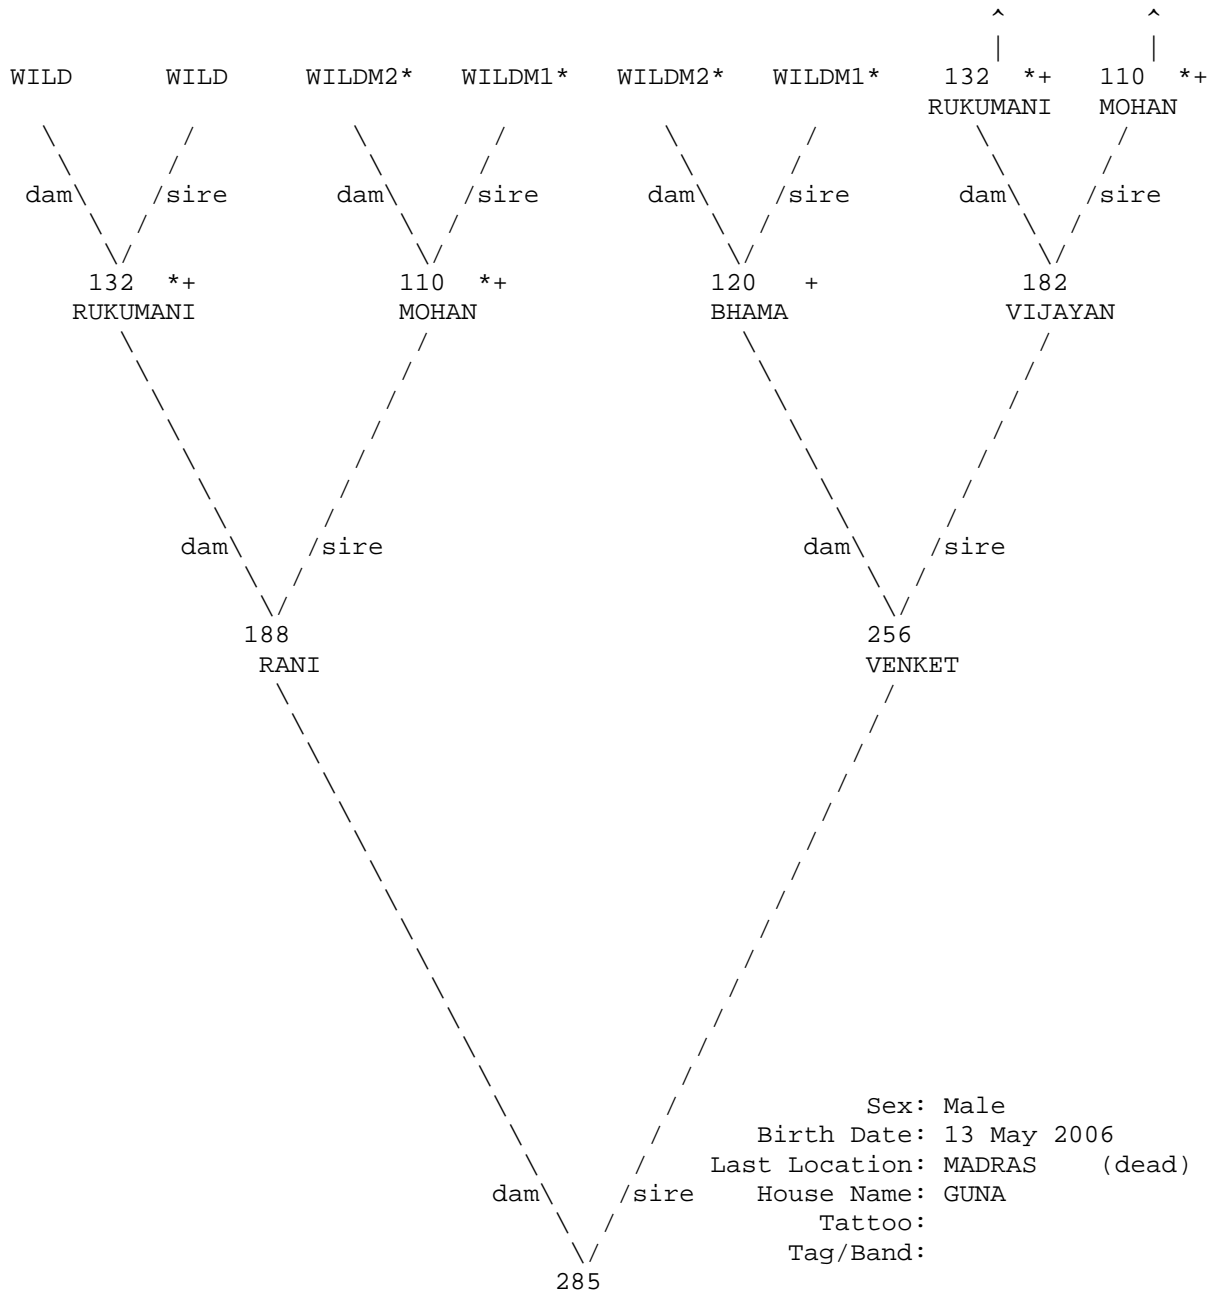 ^ ^
| |
WILD WILD WILDM2* WILDM1* WILDM2* WILDM1* 132 *+ 110 *+
RUKUMANI MOHAN
dam sire dam sire dam sire dam sire
132 *+ 110 *+ 120 + 182
RUKUMANI MOHAN BHAMA VIJAYAN
dam sire dam sire
188 256
RANI VENKET
Sex: Male
Birth Date: 13 May 2006
Last Location: MADRAS (dead)
dam sire House Name: GUNA
Tattoo:
Tag/Band:
285